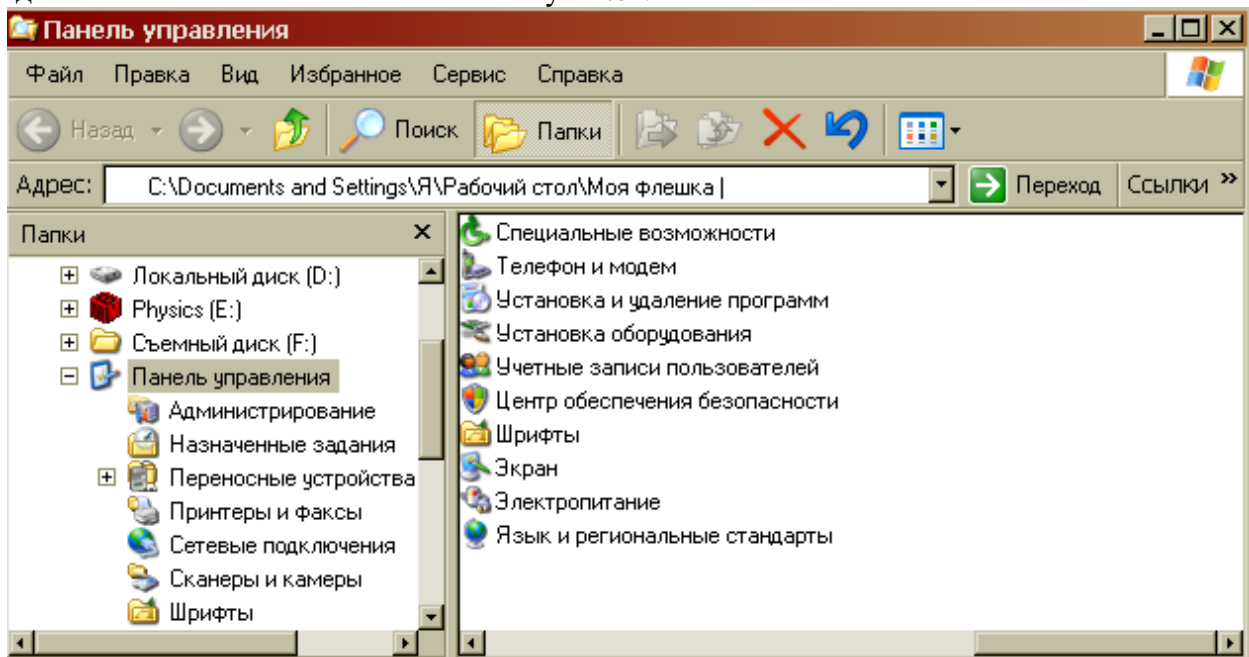 Панель управления
Файл Правка Вид Избранное Сервис Справка
Назад Поиск Папки
Адрес: C:\Documents and Settings\Я\Рабочий стол\Моя флешка Переход Ссылки »
Папки
Локальный диск (D:)
Physics (E:)
Съемный диск (F:)
Панель управления
Администрирование
Назначенные задания
Переносные устройства
Принтеры и факсы
Сетевые подключения
Сканеры и камеры
Шрифты
Специальные возможности
Телефон и модем
Установка и удаление программ
Установка оборудования
Учетные записи пользователей
Центр обеспечения безопасности
Шрифты
Экран
Электропитание
Язык и региональные стандарты